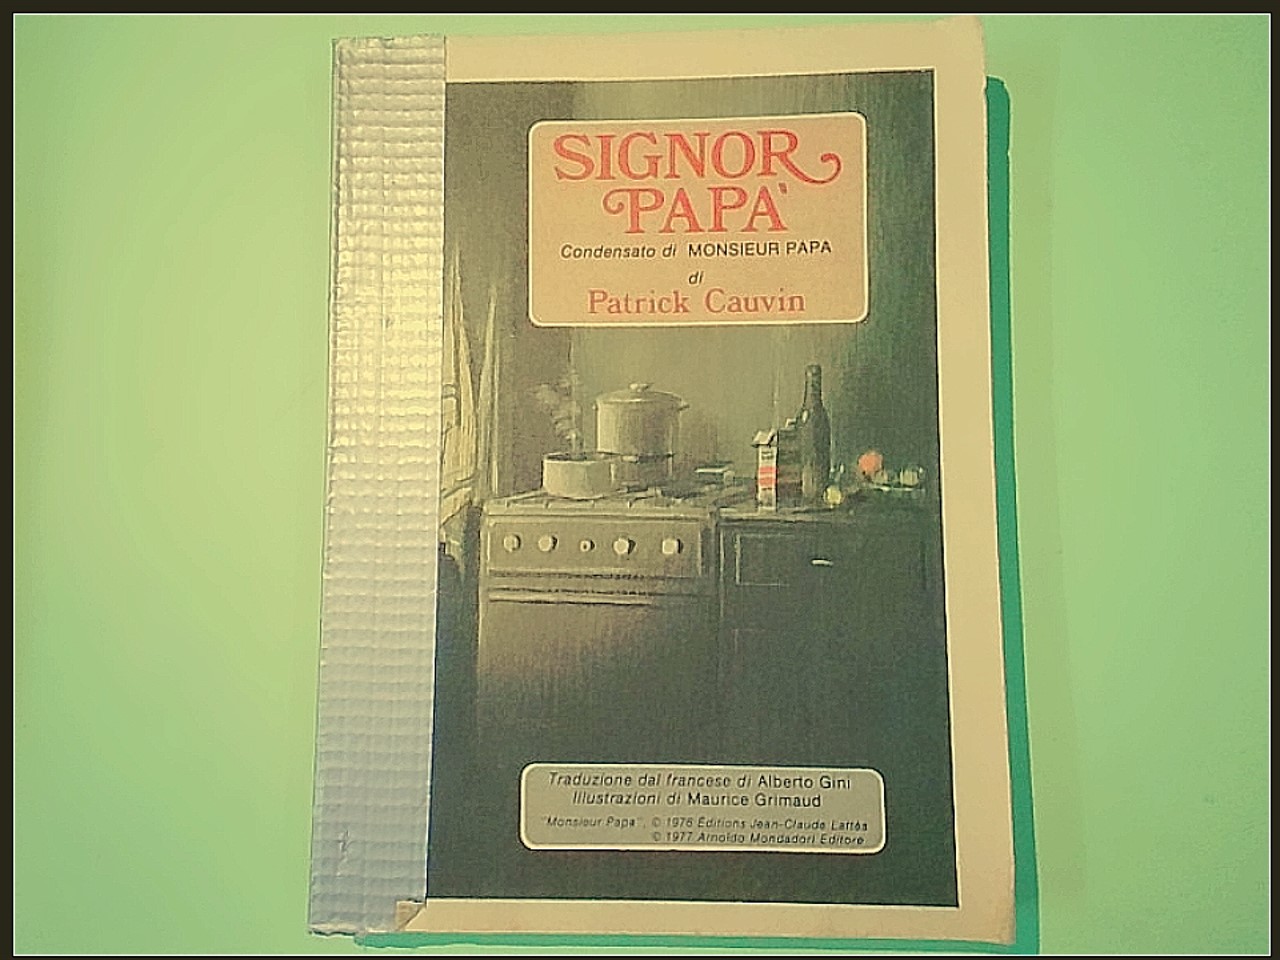 SIGNOR
PAPA'
Condensato di MONSIEUR PAPA
di
Patrick Cauvin
Traduzione dal francese di Alberto Gini
Illustrazioni di Maurice Grimaud
"Monsieur Papa", © 1976 Éditions Jean-Claude Lattès
© 1977 Arnoldo Mondadori Editore